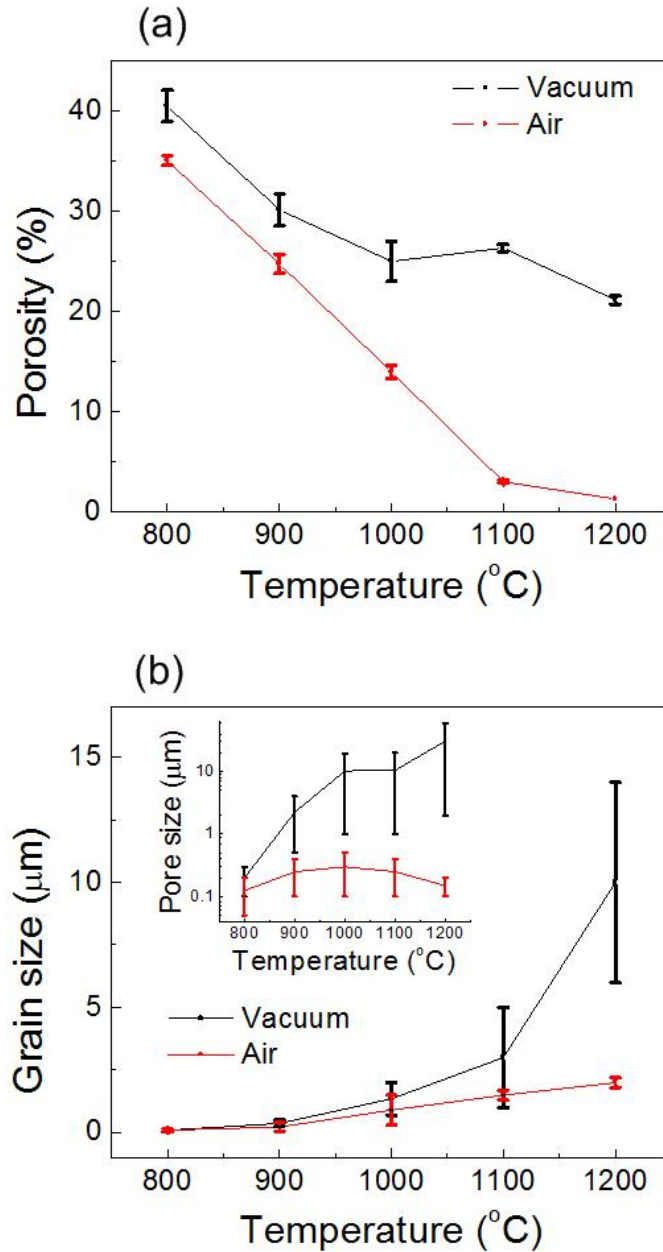 (a)
Vacuum
Air
40
30
20
10
0
Porosity (%)
800 900 1000 1100 1200
Temperature (°C)
(b)
15
10
5
0
Grain size (μm)
10
1
0.1
Pore size (μm)
800 900 1000 1100 1200
Temperature (°C)
Vacuum
Air
800 900 1000 1100 1200
Temperature (°C)